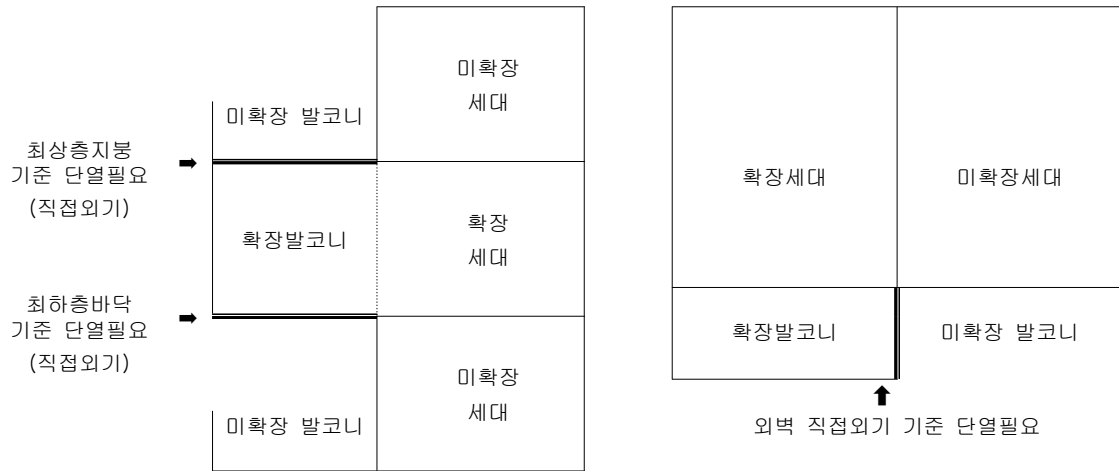 미확장
세대
미확장 발코니
최상층지붕
기준 단열필요
(직접외기)
확장발코니
확장
세대
최하층바닥
기준 단열필요
(직접외기)
미확장
세대
미확장 발코니
확장세대
미확장세대
확장발코니
미확장 발코니
외벽 직접외기 기준 단열필요